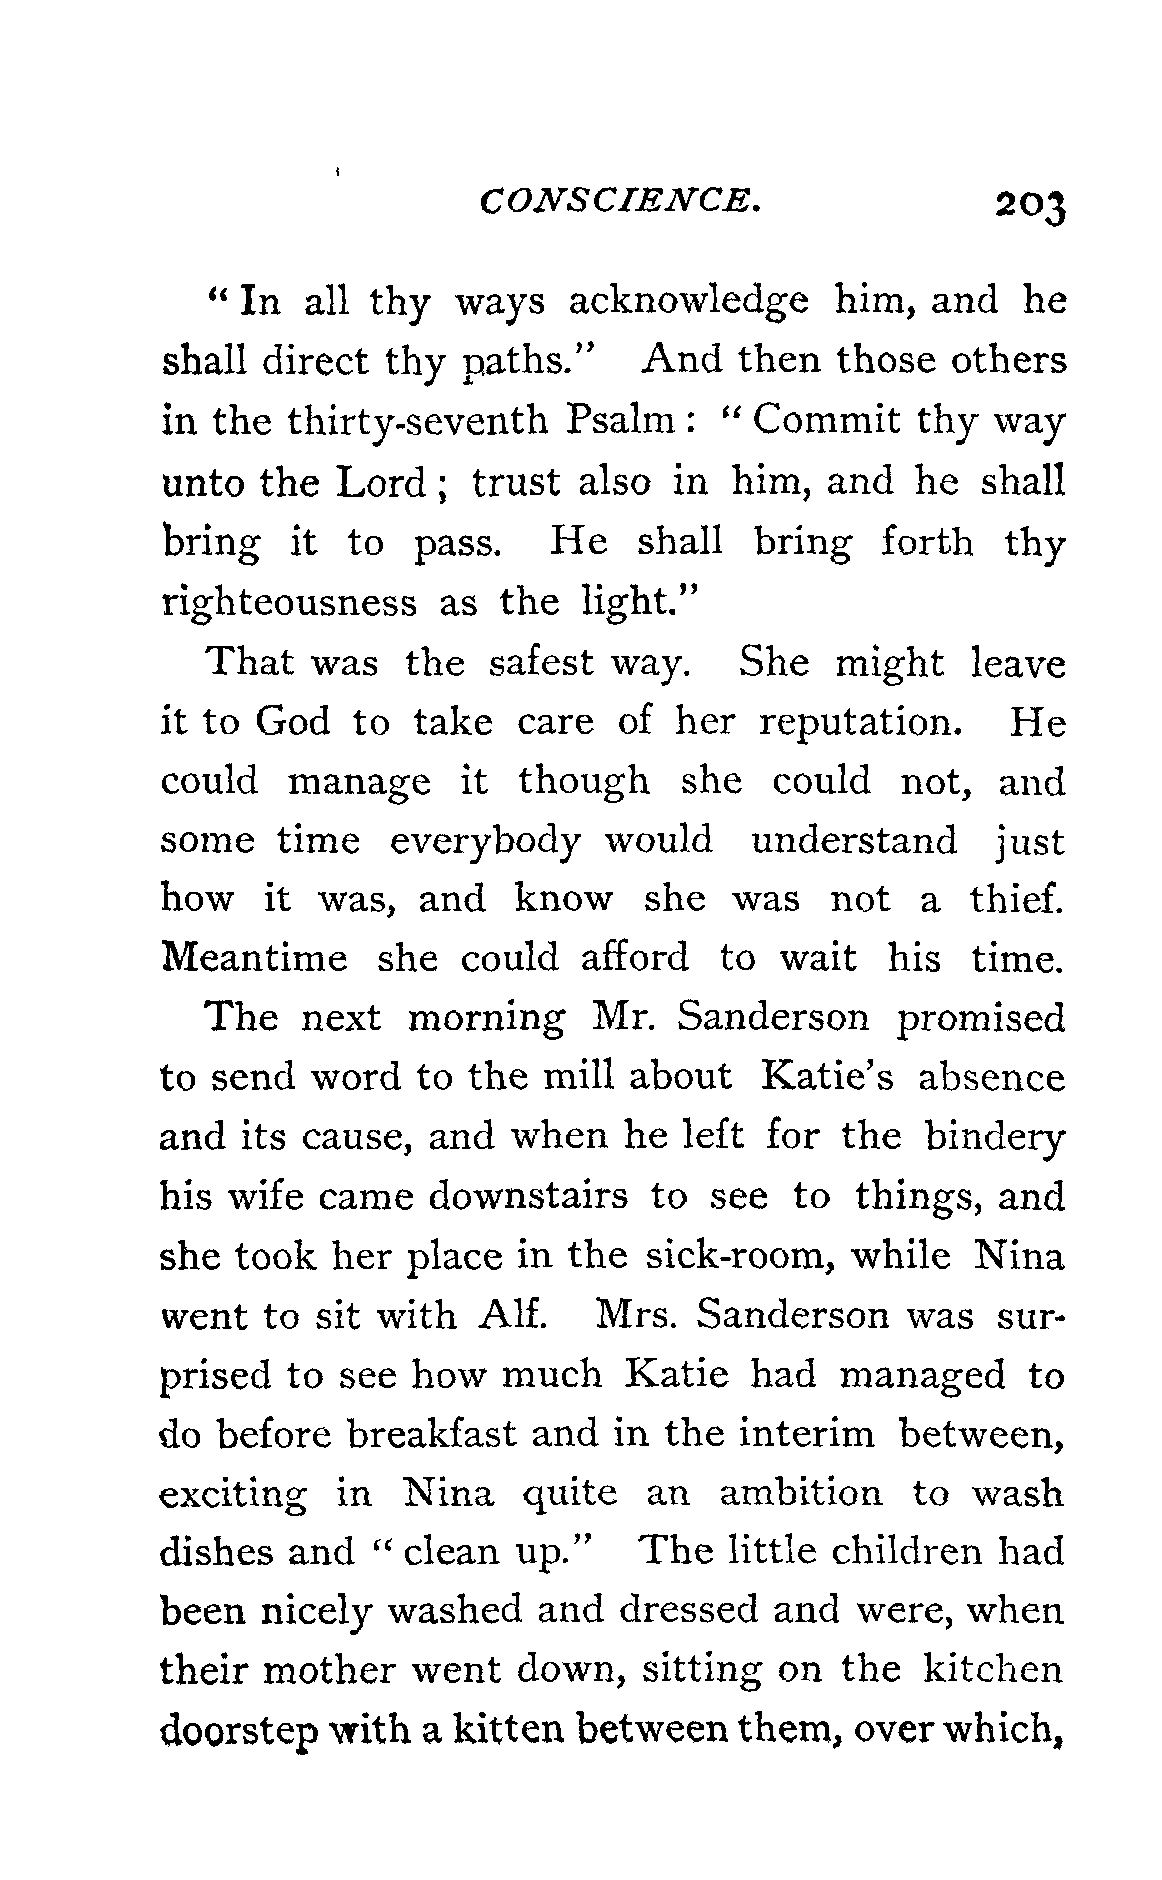 CONSCIENCE. 203
“ In all thy ways acknowledge him, and he
shall direct thy paths.” And then those others
in the thirty-seventh Psalm : “ Commit thy way
unto the Lord ; trust also in him, and he shall
bring it to pass. He shall bring forth thy
righteousness as the light.”
That was the safest way. She might leave
it to God to take care of her reputation. He
could manage it though she could not, and
some time everybody would understand just
how it was, and know she was not a thief.
Meantime she could afford to wait his time.
The next morning Mr. Sanderson promised
to send word to the mill about Katie’s absence
and its cause, and when he left for the bindery
his wife came downstairs to see to things, and
she took her place in the sick-room, while Nina
went to sit with Alf. Mrs. Sanderson was sur-
prised to see how much Katie had managed to
do before breakfast and in the interim between,
exciting in Nina quite an ambition to wash
dishes and “ clean up.” The little children had
been nicely washed and dressed and were, when
their mother went down, sitting on the kitchen
doorstep with a kitten between them, over which,